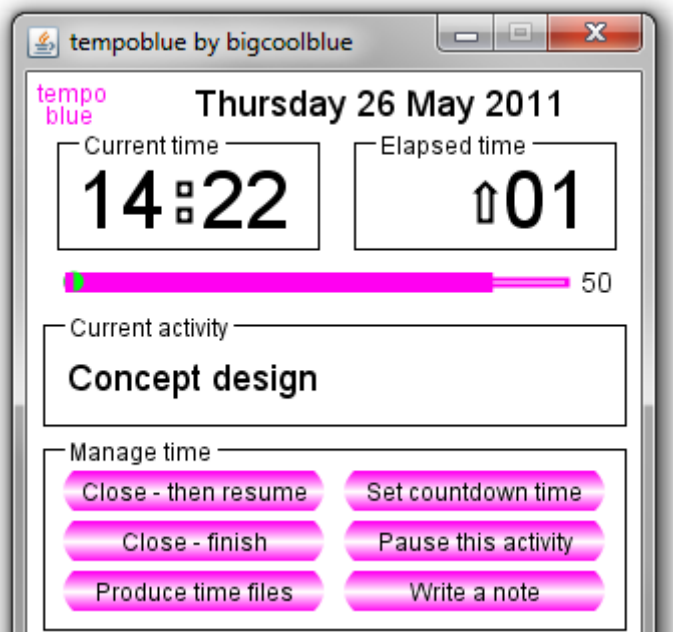 tempoblue by bigcoolblue
tempo
blue
Thursday 26 May 2011
Current time
Elapsed time
14:22
⇧01
50
Current activity
Concept design
Manage time
Close - then resume
Set countdown time
Close - finish
Pause this activity
Produce time files
Write a note